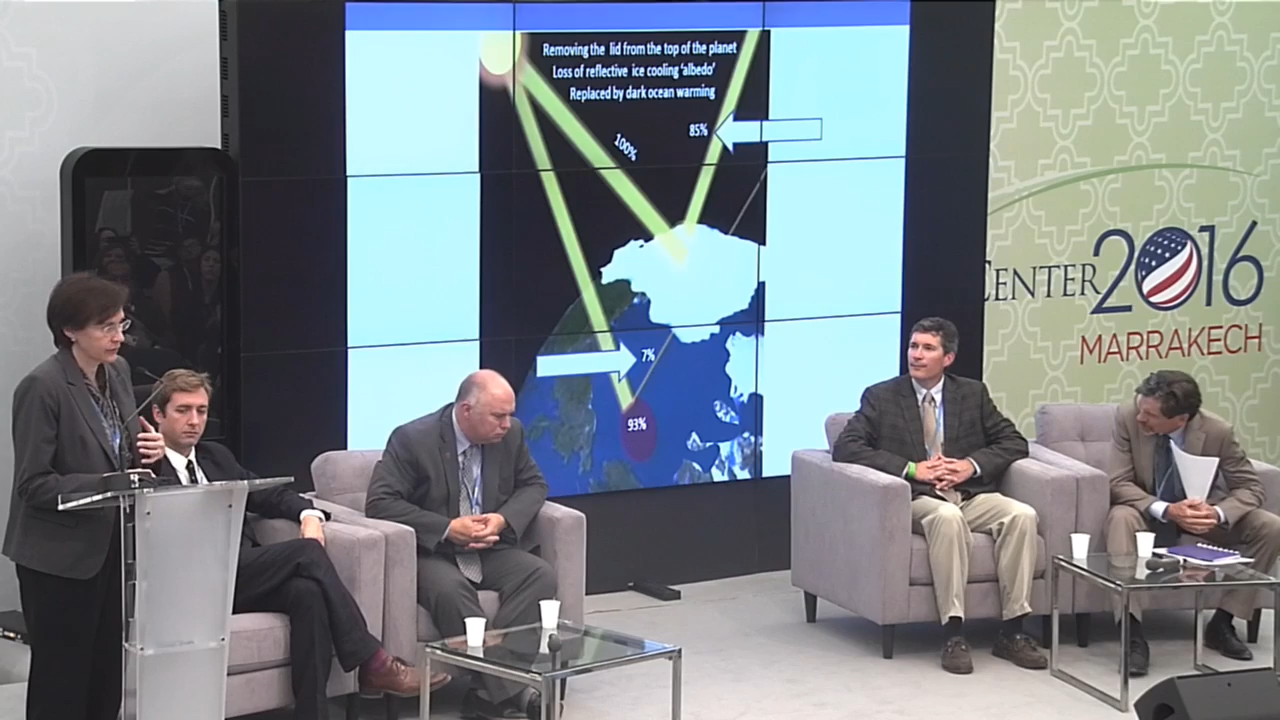 Removing the lid from the top of the planet
Loss of reflective ice cooling 'albedo'
Replaced by dark ocean warming
85%
100%
7%
93%
CENTER 2016
MARRAKECH